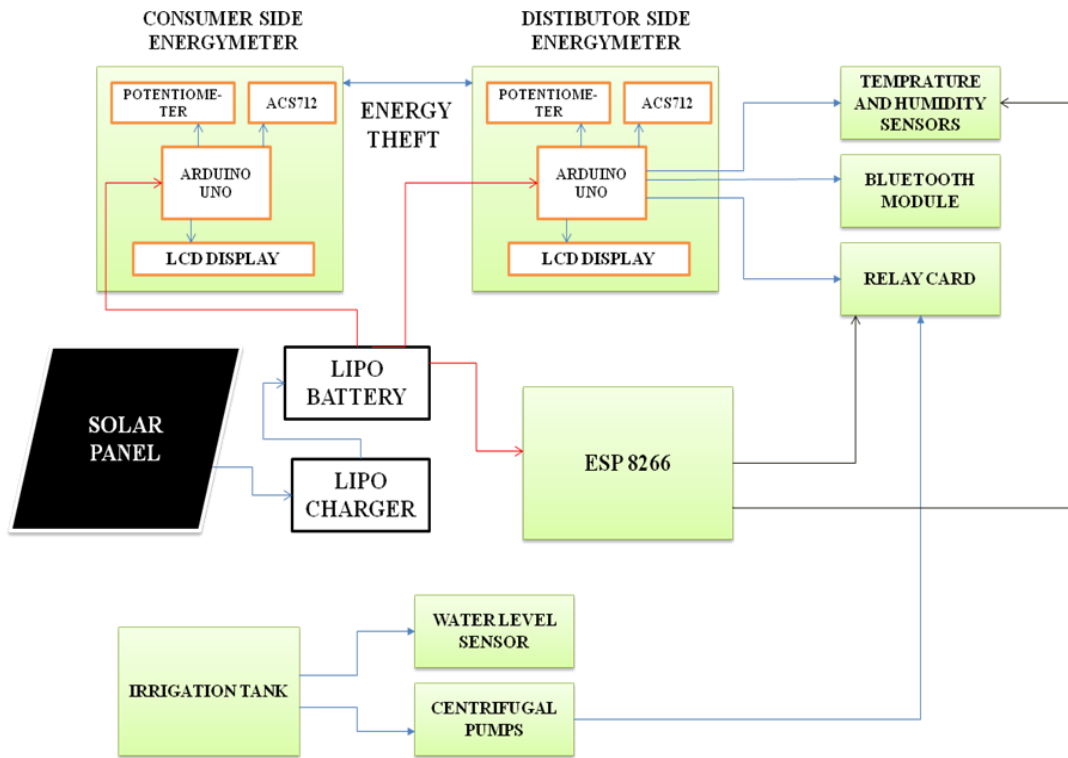 CONSUMER SIDE
ENERGYMETER
DISTIBUTOR SIDE
ENERGYMETER
POTENTIOME-
TER
ACS712
ENERGY
THEFT
POTENTIOME-
TER
ACS712
TEMPRATURE
AND HUMIDITY
SENSORS
ARDUINO
UNO
ARDUINO
UNO
BLUETOOTH
MODULE
LCD DISPLAY
LCD DISPLAY
RELAY CARD
LIPO
BATTERY
SOLAR
PANEL
LIPO
CHARGER
ESP 8266
WATER LEVEL
SENSOR
IRRIGATION TANK
CENTRIFUGAL
PUMPS